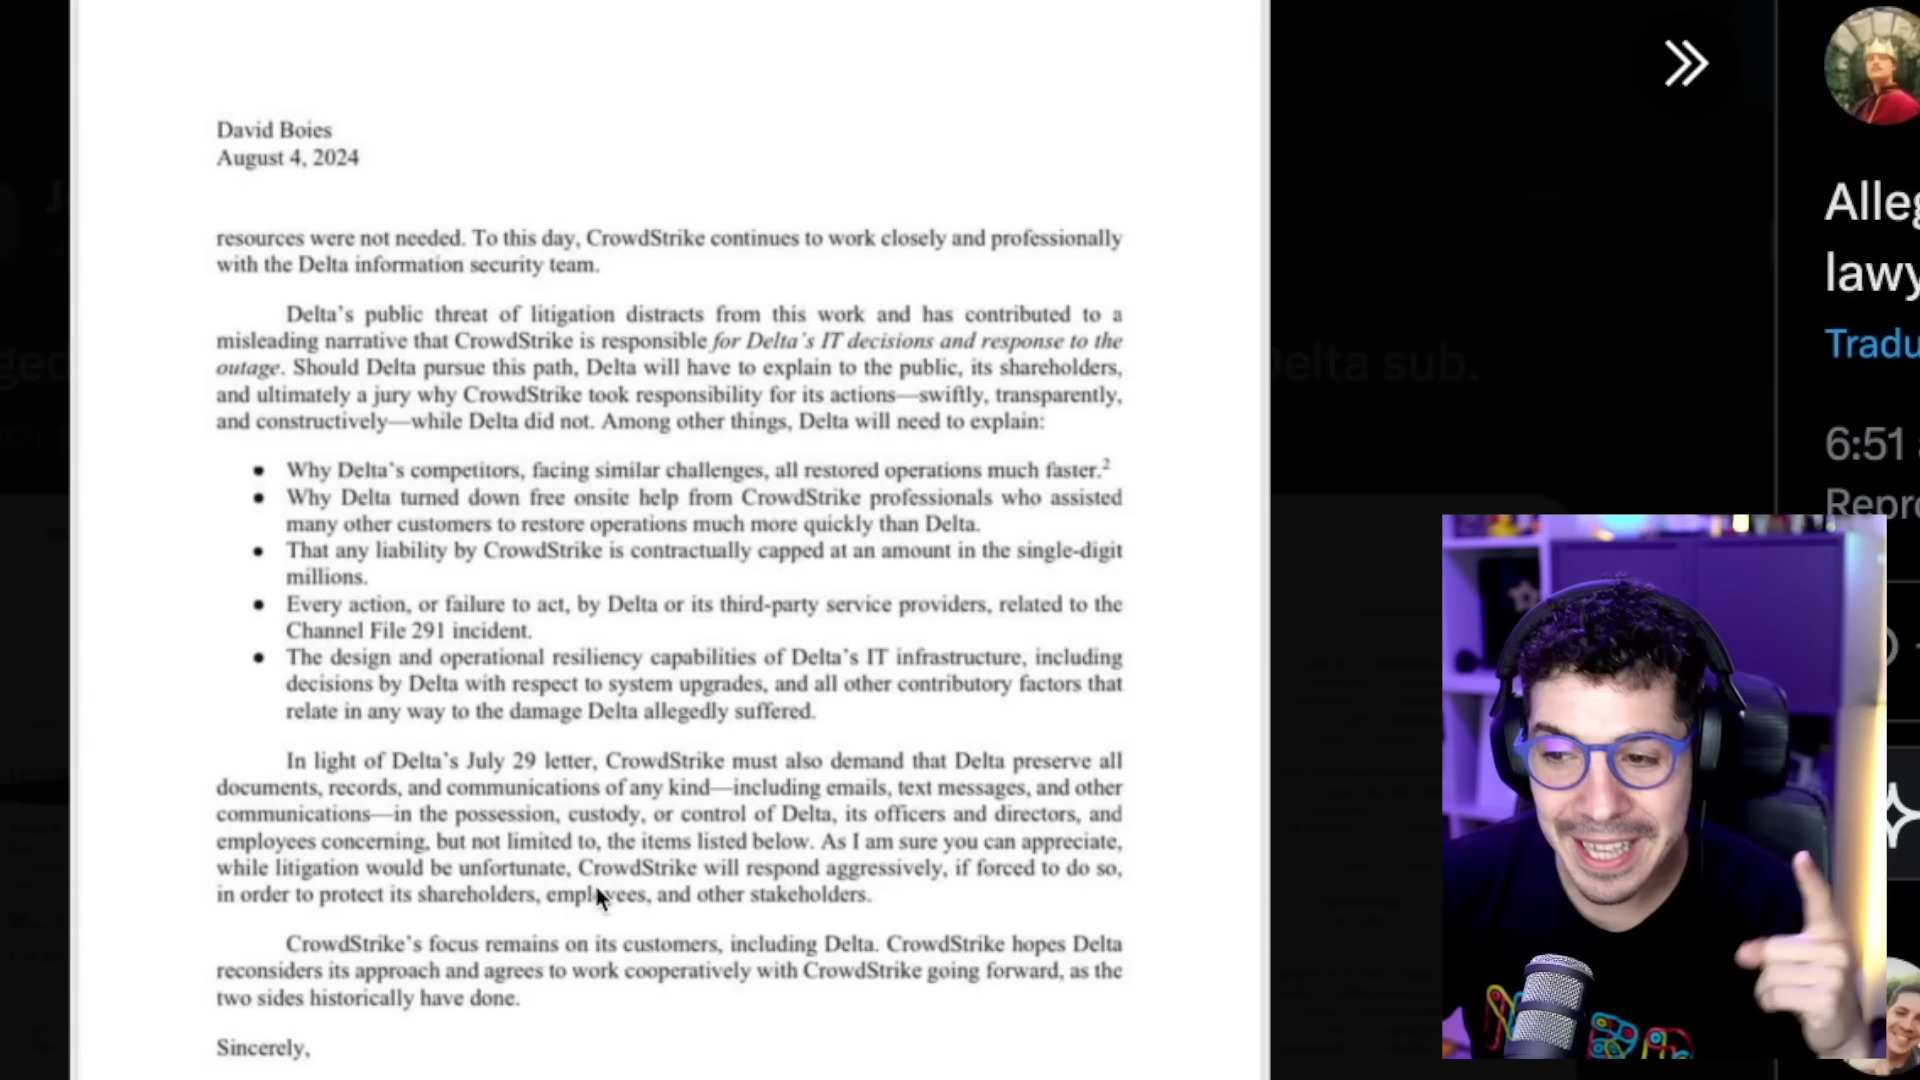 David Boies
August 4, 2024
resources were not needed. To this day, CrowdStrike continues to work closely and professionally
with the Delta information security team.
Delta's public threat of litigation distracts from this work and has contributed to a
misleading narrative that CrowdStrike is responsible for Delta's IT decisions and response to the
outage. Should Delta pursue this path, Delta will have to explain to the public, its shareholders,
and ultimately a jury why CrowdStrike took responsibility for its actions—swiftly, transparently,
and constructively—while Delta did not. Among other things, Delta will need to explain:
● Why Delta's competitors, facing similar challenges, all restored operations much faster.²
● Why Delta turned down free onsite help from CrowdStrike professionals who assisted
many other customers to restore operations much more quickly than Delta.
● That any liability by CrowdStrike is contractually capped at an amount in the single-digit
millions.
● Every action, or failure to act, by Delta or its third-party service providers, related to the
Channel File 291 incident.
● The design and operational resiliency capabilities of Delta's IT infrastructure, including
decisions by Delta with respect to system upgrades, and all other contributory factors that
relate in any way to the damage Delta allegedly suffered.
In light of Delta's July 29 letter, CrowdStrike must also demand that Delta preserve all
documents, records, and communications of any kind—including emails, text messages, and other
communications—in the possession, custody, or control of Delta, its officers and directors, and
employees concerning, but not limited to, the items listed below. As I am sure you can appreciate,
while litigation would be unfortunate, CrowdStrike will respond aggressively, if forced to do so,
in order to protect its shareholders, employees, and other stakeholders.
CrowdStrike's focus remains on its customers, including Delta. CrowdStrike hopes Delta
reconsiders its approach and agrees to work cooperatively with CrowdStrike going forward, as the
two sides historically have done.
Sincerely,
Delta sub.
Alleg
lawy
Tradu
6:51
Repro